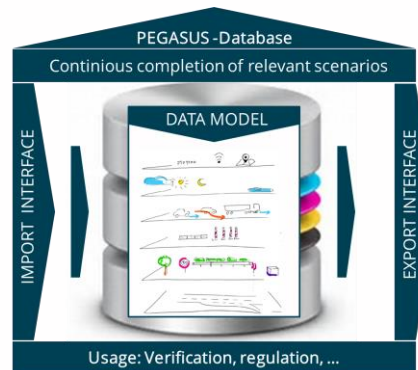 PEGASUS -Database
Continious completion of relevant scenarios
DATA MODEL
IMPORT INTERFACE
EXPORT INTERFACE
Usage: Verification, regulation, ...